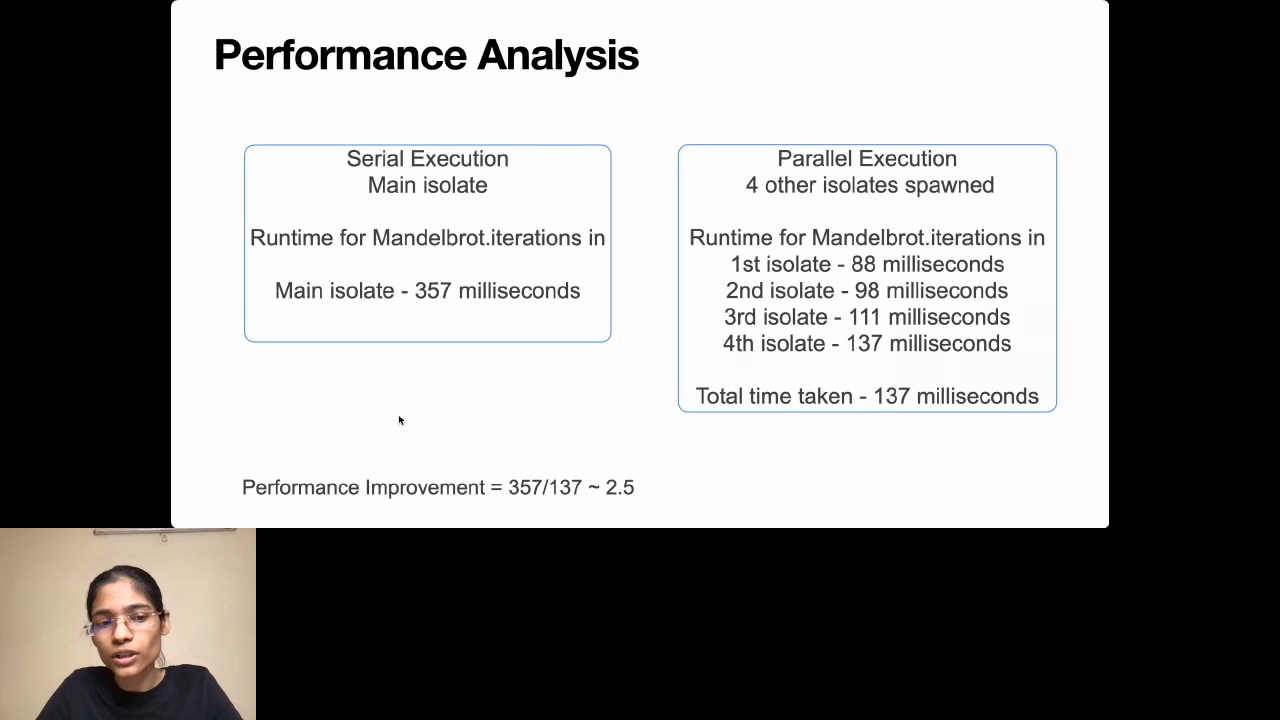 Performance Analysis
Serial Execution
Main isolate
Runtime for Mandelbrot.iterations in
Main isolate - 357 milliseconds
Parallel Execution
4 other isolates spawned
Runtime for Mandelbrot.iterations in
1st isolate - 88 milliseconds
2nd isolate - 98 milliseconds
3rd isolate - 111 milliseconds
4th isolate - 137 milliseconds
Total time taken - 137 milliseconds
Performance Improvement = 357/137 ~ 2.5